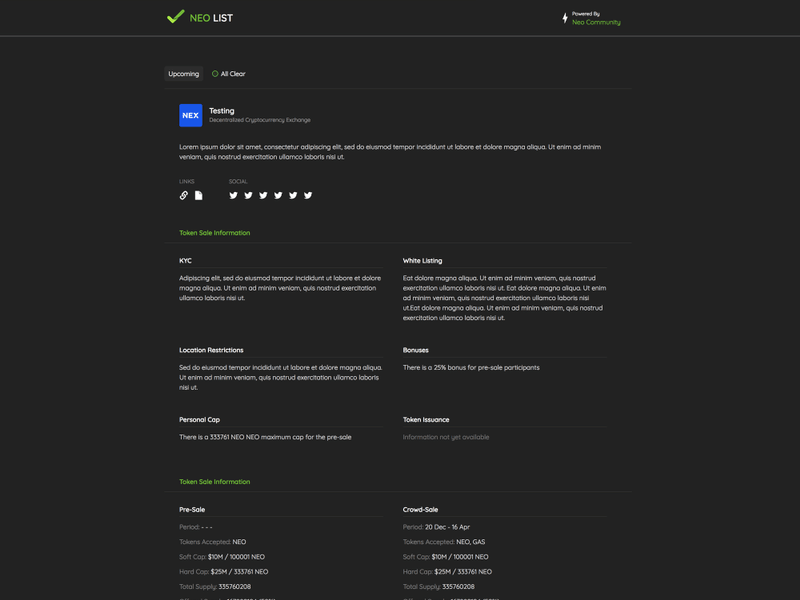 NEO LIST
Powered By
Neo Community
Upcoming
All Clear
NEX
Testing
Decentralized Cryptocurrency Exchange
Lorem ipsum dolor sit amet, consectetur adipiscing elit, sed do eiusmod tempor incididunt ut labore et dolore magna aliqua. Ut enim ad minim
veniam, quis nostrud exercitation ullamco laboris nisi ut.
LINKS
SOCIAL
Token Sale Information
KYC
Adipiscing elit, sed do eiusmod tempor incididunt ut labore et dolore
magna aliqua. Ut enim ad minim veniam, quis nostrud exercitation
ullamco laboris nisi ut.
White Listing
Eat dolore magna aliqua. Ut enim ad minim veniam, quis nostrud
exercitation ullamco laboris nisi ut. Eat dolore magna aliqua. Ut enim
ad minim veniam, quis nostrud exercitation ullamco laboris nisi
ut.Eat dolore magna aliqua. Ut enim ad minim veniam, quis nostrud
exercitation ullamco laboris nisi ut.
Location Restrictions
Sed do eiusmod tempor incididunt ut labore et dolore magna aliqua.
Ut enim ad minim veniam, quis nostrud exercitation ullamco laboris
nisi ut.
Bonuses
There is a 25% bonus for pre-sale participants
Personal Cap
There is a 333761 NEO NEO maximum cap for the pre-sale
Token Issuance
Information not yet available
Token Sale Information
Pre-Sale
Period: - - -
Tokens Accepted: NEO
Soft Cap: $10M / 100001 NEO
Hard Cap: $25M / 333761 NEO
Total Supply: 335760208
Crowd-Sale
Period: 20 Dec - 16 Apr
Tokens Accepted: NEO, GAS
Soft Cap: $10M / 100001 NEO
Hard Cap: $25M / 333761 NEO
Total Supply: 335760208